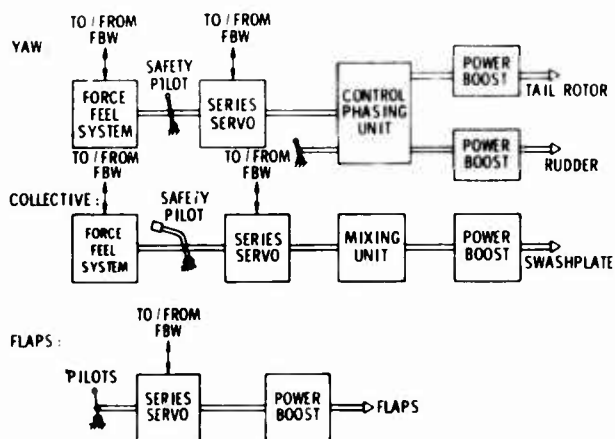 YAW
TO / FROM
FBW
SAFETY
PILOT
TO / FROM
FBW
FORCE
FEEL
SYSTEM
SERIES
SERVO
CONTROL
PHASING
UNIT
POWER
BOOST
TAIL ROTOR
POWER
BOOST
RUDDER
COLLECTIVE :
TO / FROM
FBW
SAFETY
PILOT
TO / FROM
FBW
FORCE
FEEL
SYSTEM
SERIES
SERVO
MIXING
UNIT
POWER
BOOST
SWASHPLATE
FLAPS :
TO / FROM
FBW
PILOTS
SERIES
SERVO
POWER
BOOST
FLAPS